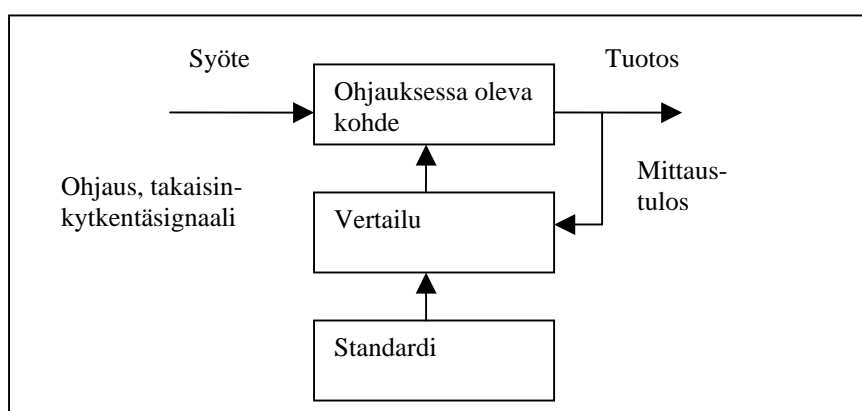 Syöte
Tuotos
Ohjauksessa oleva
kohde
Ohjaus, takaisin-
kytkentäsignaali
Mittaus-
tulos
Vertailu
Standardi